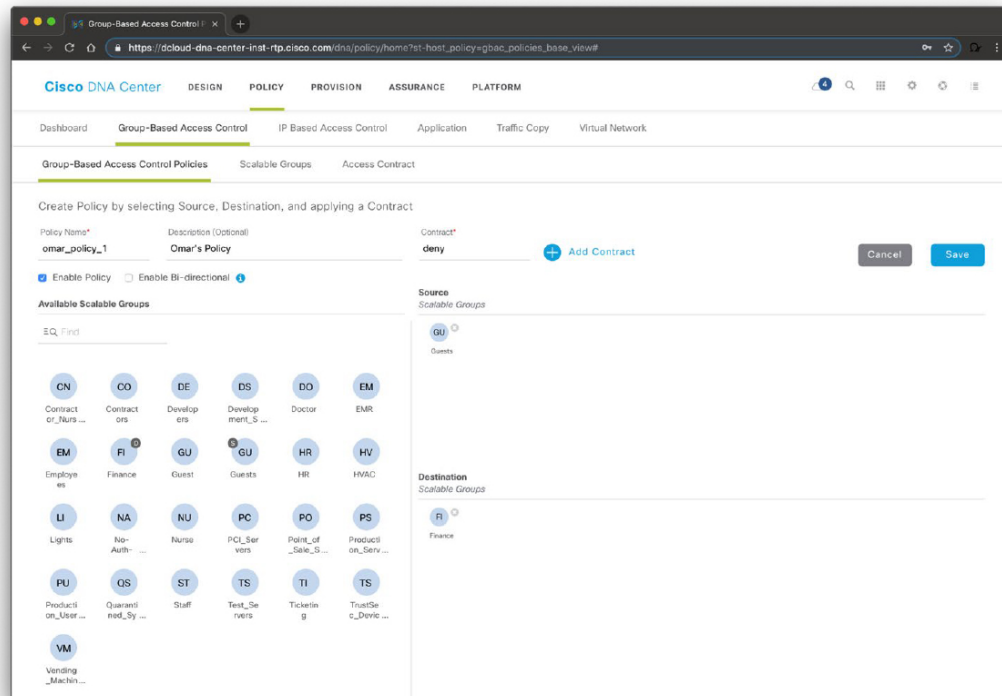 Group-Based Access Control P
https://dcloud-dna-center-inst-rtp.cisco.com/dna/policy/home?st-host_policy=gbac_policies_base_view#
Cisco DNA Center DESIGN POLICY PROVISION ASSURANCE PLATFORM 4
Dashboard Group-Based Access Control IP Based Access Control Application Traffic Copy Virtual Network
Group-Based Access Control Policies Scalable Groups Access Contract
Create Policy by selecting Source, Destination, and applying a Contract
Policy Name* Description (Optional) Contract*
omar_policy_1 Omar's Policy deny Add Contract Cancel Save
Enable Policy Enable Bi-directional i
Available Scalable Groups
Find
CN CO DE DS DO EM
Contract Contract Develop Develop Doctor EMR
or_Nurs ... ors ers ment_S ...
EM FI D GU S GU HR HV
Employe Finance Guest Guests HR HVAC
es
LI NA NU PC PO PS
Lights No- Nurse PCI_Ser Point_of Producti
Auth- ... vers _Sale_S ... on_Serv ...
PU QS ST TS TI TS
Producti Quaranti Staff Test_Se Ticketin TrustSe
on_User ... ned_Sy ... rvers g c_Devic ...
VM
Vending
_Machin ...
Source
Scalable Groups
GU
Guests
Destination
Scalable Groups
FI
Finance